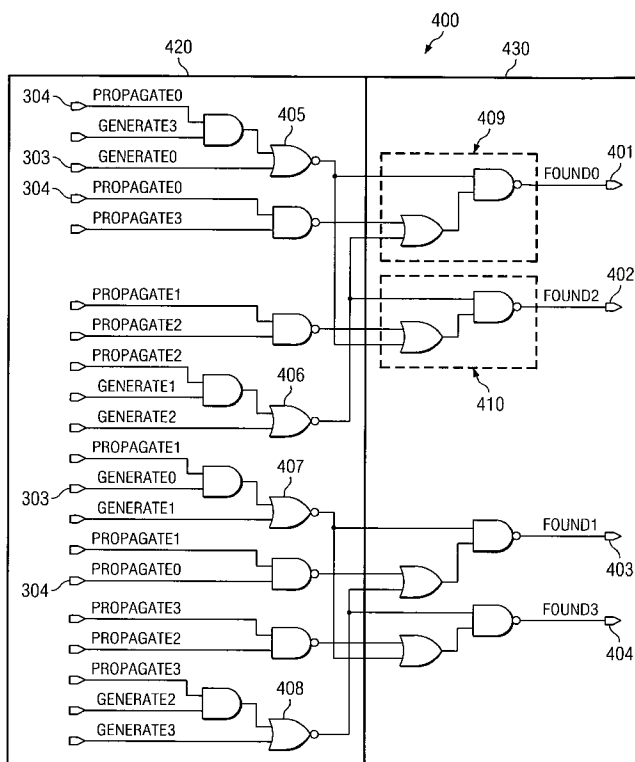 400
420
430
304
PROPAGATE0
GENERATE3
405
303
GENERATE0
409
401
FOUND0
304
PROPAGATE0
PROPAGATE3
402
FOUND2
PROPAGATE1
PROPAGATE2
PROPAGATE2
410
GENERATE1
406
GENERATE2
PROPAGATE1
303
GENERATE0
407
GENERATE1
FOUND1
403
PROPAGATE1
304
PROPAGATE0
PROPAGATE3
FOUND3
404
PROPAGATE2
PROPAGATE3
GENERATE2
408
GENERATE3